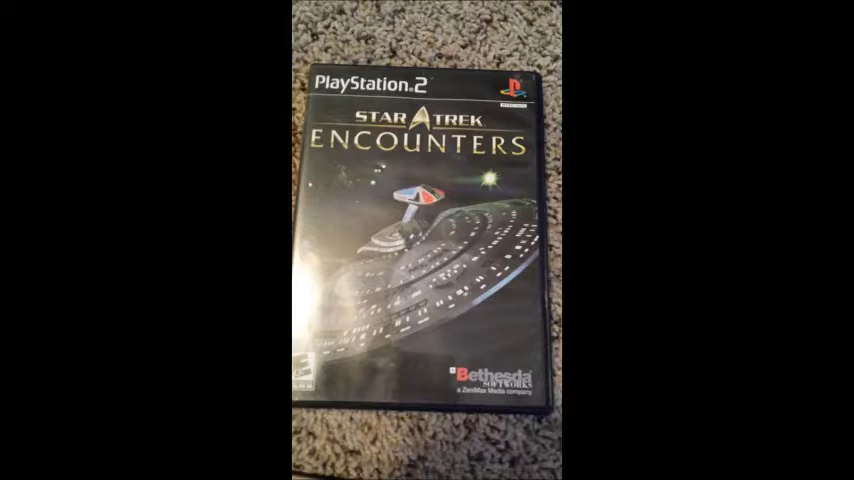 PlayStation.2
STAR TREK
ENCOUNTERS
E
Bethesda
SOFTWORKS
a ZeniMax Media company